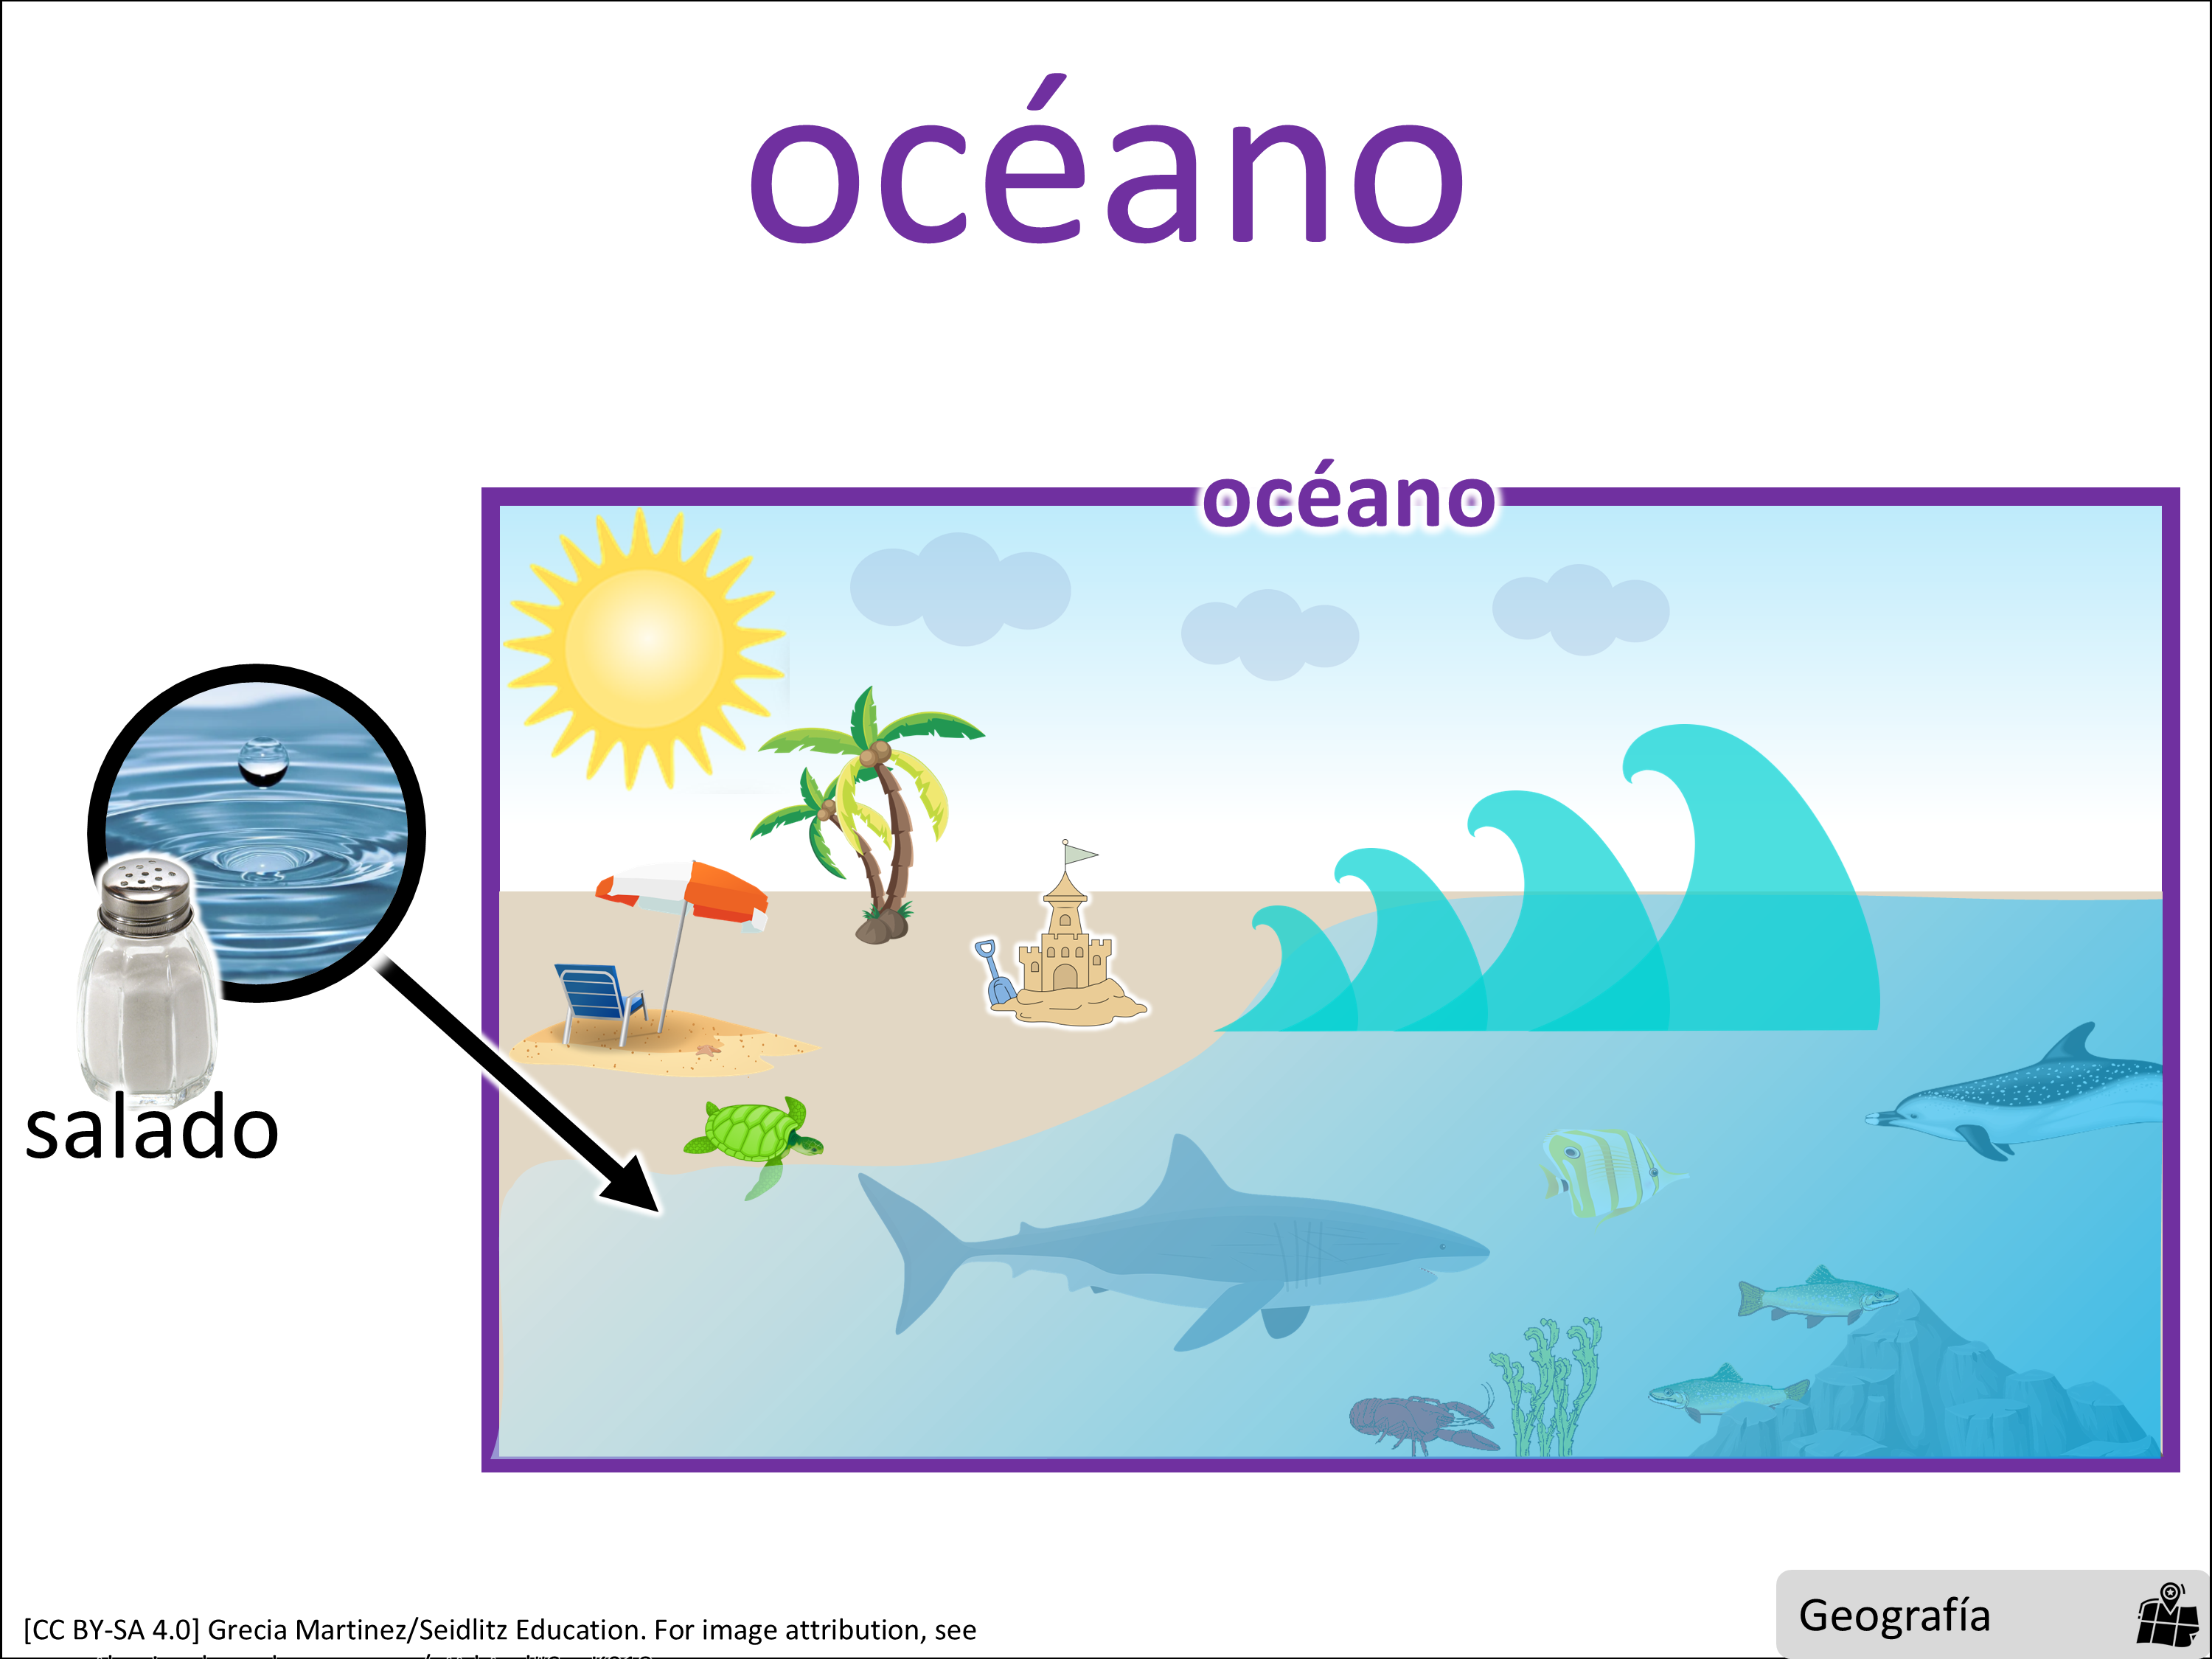 océano
océano
salado
[CC BY-SA 4.0] Grecia Martinez/Seidlitz Education. For image attribution, see
Geografía